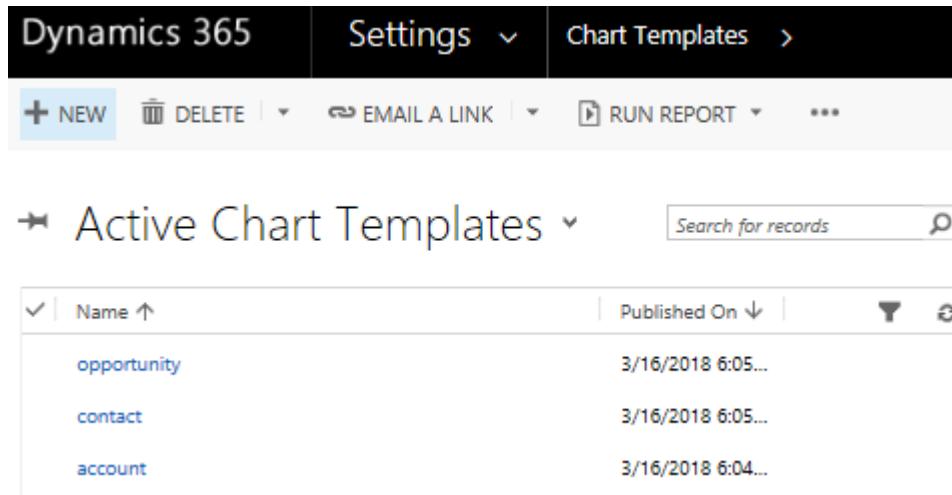 Dynamics 365 Settings Chart Templates
NEW DELETE EMAIL A LINK RUN REPORT
Active Chart Templates Search for records
Name Published On
opportunity 3/16/2018 6:05...
contact 3/16/2018 6:05...
account 3/16/2018 6:04...